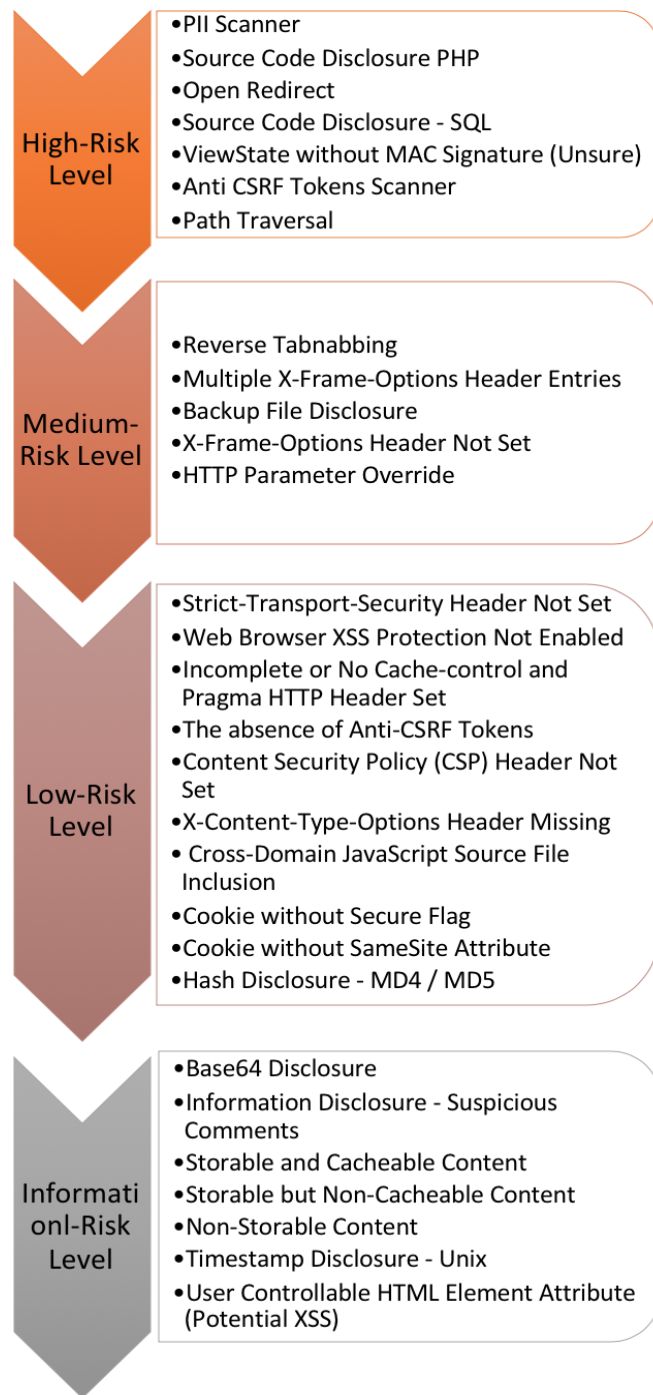 High-Risk
Level
•PII Scanner
•Source Code Disclosure PHP
•Open Redirect
•Source Code Disclosure - SQL
•ViewState without MAC Signature (Unsure)
•Anti CSRF Tokens Scanner
•Path Traversal
Medium-
Risk Level
•Reverse Tabnabbing
•Multiple X-Frame-Options Header Entries
•Backup File Disclosure
•X-Frame-Options Header Not Set
•HTTP Parameter Override
Low-Risk
Level
•Strict-Transport-Security Header Not Set
•Web Browser XSS Protection Not Enabled
•Incomplete or No Cache-control and
Pragma HTTP Header Set
•The absence of Anti-CSRF Tokens
•Content Security Policy (CSP) Header Not
Set
•X-Content-Type-Options Header Missing
• Cross-Domain JavaScript Source File
Inclusion
•Cookie without Secure Flag
•Cookie without SameSite Attribute
•Hash Disclosure - MD4 / MD5
Informati
onl-Risk
Level
•Base64 Disclosure
•Information Disclosure - Suspicious
Comments
•Storable and Cacheable Content
•Storable but Non-Cacheable Content
•Non-Storable Content
•Timestamp Disclosure - Unix
•User Controllable HTML Element Attribute
(Potential XSS)